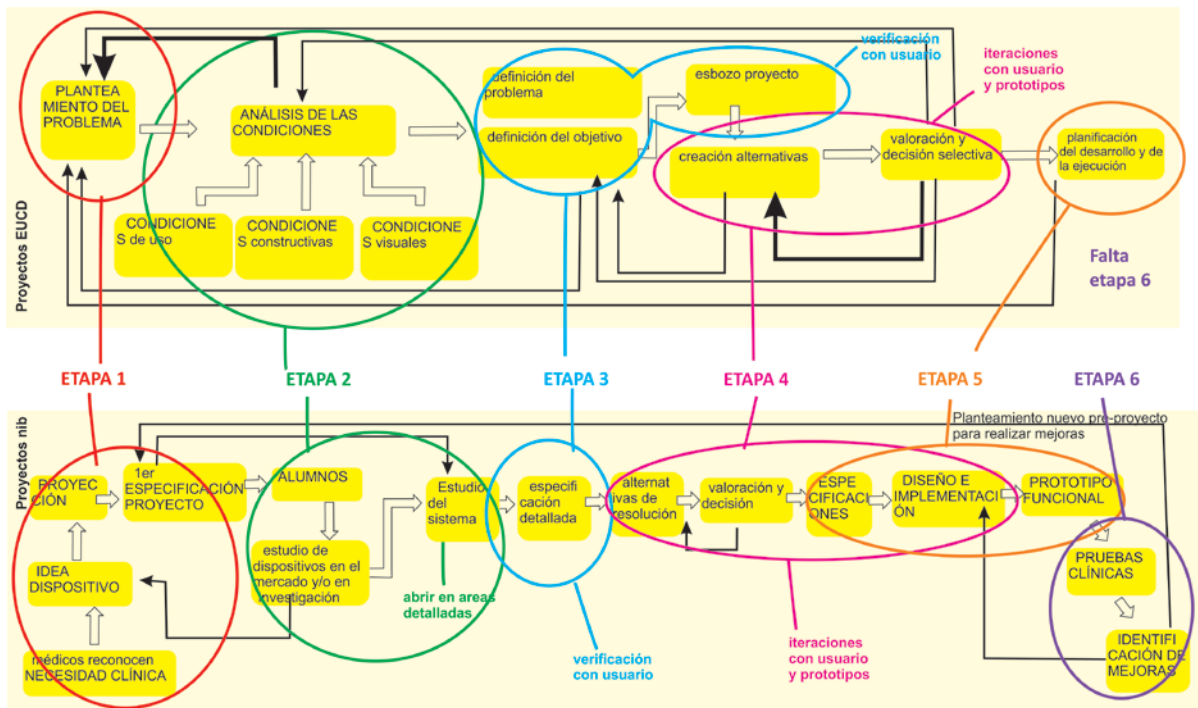 Proyectos EUCD
PLANTEA
MIENTO DEL
PROBLEMA
ANÁLISIS DE LAS
CONDICIONES
CONDICIONE
S de uso
CONDICIONE
S constructivas
CONDICIONE
S visuales
definición del
problema
definición del objetivo
esbozo proyecto
verificación
con usuario
creación alternativas
valoración y
decisión selectiva
iteraciones
con usuario
y prototipos
planificación
del desarrollo y de
la ejecución
Falta
etapa 6
ETAPA 1
ETAPA 2
ETAPA 3
ETAPA 4
ETAPA 5
ETAPA 6
Proyectos nib
PROYEC
CIÓN
1er
ESPECIFICACIÓN
PROYECTO
IDEA
DISPOSITIVO
médicos reconocen
NECESIDAD CLÍNICA
ALUMNOS
estudio de
dispositivos en el
mercado y/o en
investigación
Estudio
del
sistema
abrir en areas
detalladas
especifi
cación
detallada
verificación
con usuario
alternat
ivas de
resolución
valoración y
decisión
iteraciones
con usuario
y prototipos
ESPE
CIFICACI
ONES
DISEÑO E
IMPLEMENTACI
ÓN
Planteamiento nuevo pre-proyecto
para realizar mejoras
PROTOTIPO
FUNCIONAL
PRUEBAS
CLÍNICAS
IDENTIFI
CACIÓN DE
MEJORAS